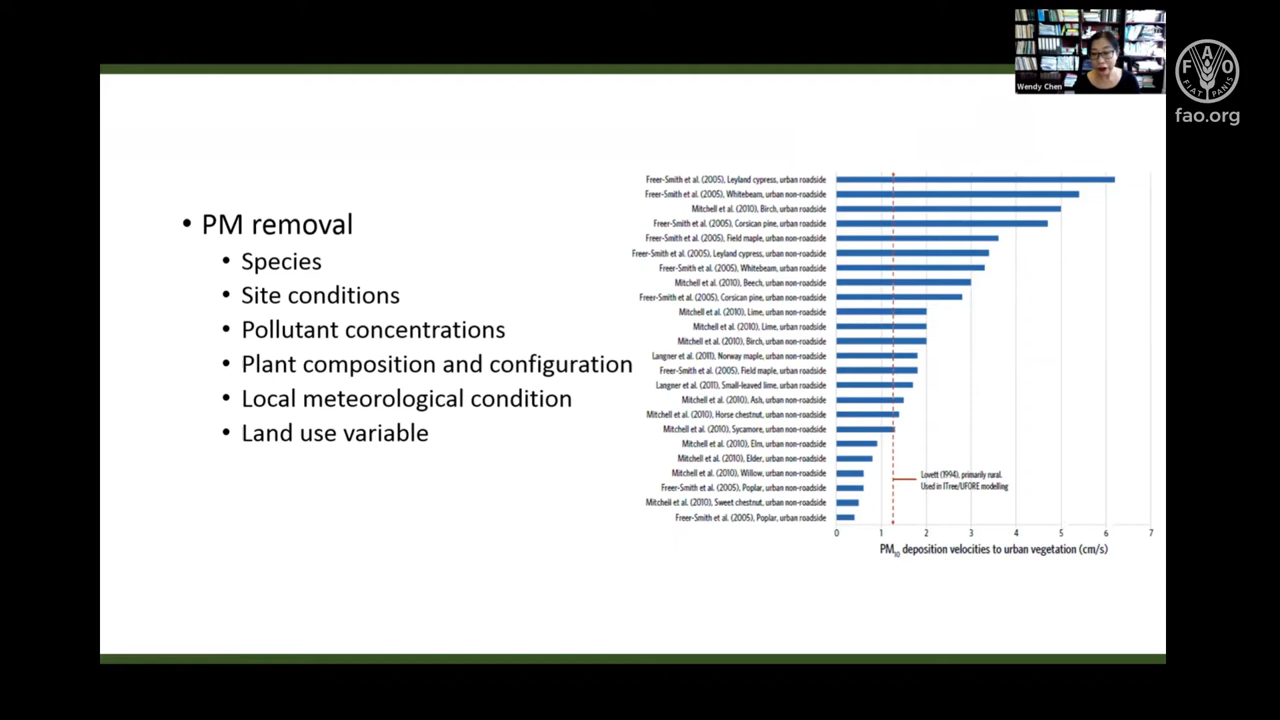 Wendy Chen
F A O
FIAT PANIS
fao.org
• PM removal
• Species
• Site conditions
• Pollutant concentrations
• Plant composition and configuration
• Local meteorological condition
• Land use variable
Freer-Smith et al. (2005), Leyland cypress, urban roadside
Freer-Smith et al. (2005), Whitebeam, urban non-roadside
Mitchell et al. (2010), Birch, urban roadside
Freer-Smith et al. (2005), Corsican pine, urban roadside
Freer-Smith et al. (2005), Field maple, urban non-roadside
Freer-Smith et al. (2005), Leyland cypress, urban non-roadside
Freer-Smith et al. (2005), Whitebeam, urban roadside
Mitchell et al. (2010), Beech, urban non-roadside
Freer-Smith et al. (2005), Corsican pine, urban non-roadside
Mitchell et al. (2010), Lime, urban non-roadside
Mitchell et al. (2010), Lime, urban roadside
Mitchell et al. (2010), Birch, urban non-roadside
Langner et al. (2011), Norway maple, urban non-roadside
Freer-Smith et al. (2005), Field maple, urban roadside
Langner et al. (2011), Small-leaved lime, urban roadside
Mitchell et al. (2010), Ash, urban non-roadside
Mitchell et al. (2010), Horse chestnut, urban non-roadside
Mitchell et al. (2010), Sycamore, urban non-roadside
Mitchell et al. (2010), Elm, urban non-roadside
Mitchell et al. (2010), Elder, urban non-roadside
Mitchell et al. (2010), Willow, urban non-roadside
Freer-Smith et al. (2005), Poplar, urban non-roadside
Mitchell et al. (2010), Sweet chestnut, urban non-roadside
Freer-Smith et al. (2005), Poplar, urban roadside
Lovett (1994), primarily rural.
Used in ITree/UFORE modelling
0 1 2 3 4 5 6 7
PM10 deposition velocities to urban vegetation (cm/s)